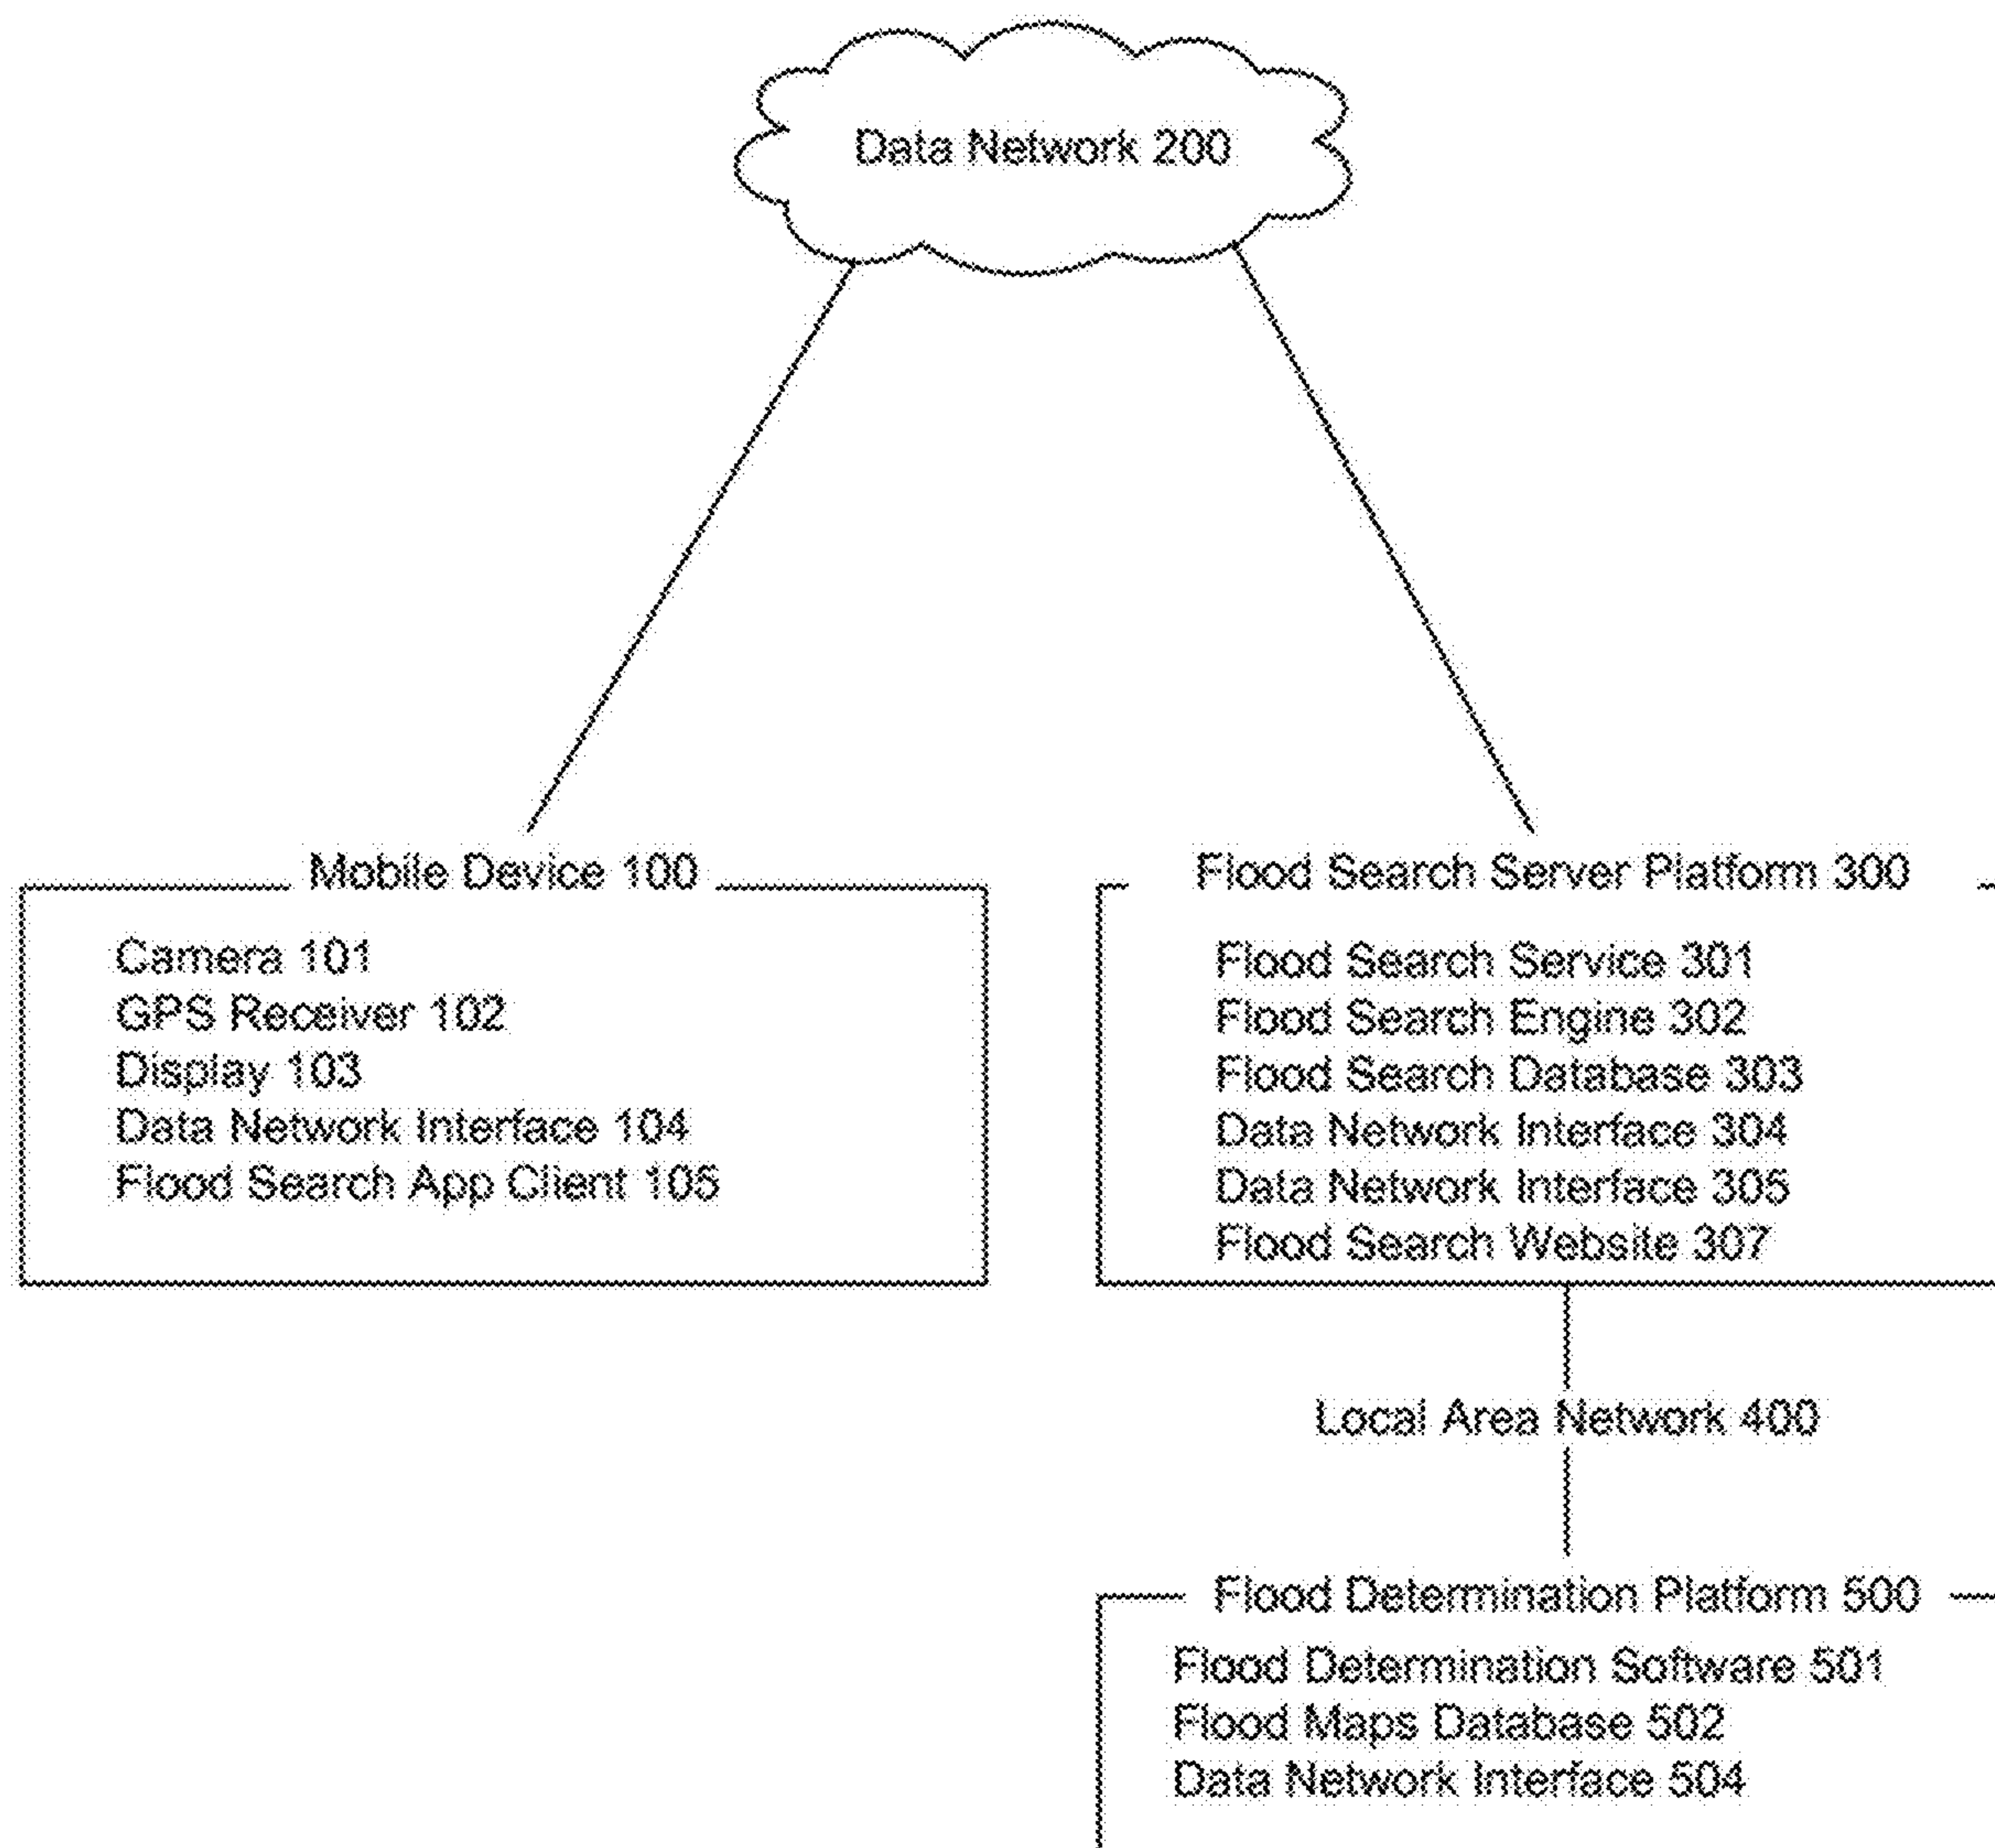 Data Network 200
Mobile Device 100
Camera 101
GPS Receiver 102
Display 103
Data Network Interface 104
Flood Search App Client 105
Flood Search Server Platform 300
Flood Search Service 301
Flood Search Engine 302
Flood Search Database 303
Data Network Interface 304
Data Network Interface 305
Flood Search Website 307
Local Area Network 400
Flood Determination Platform 500
Flood Determination Software 501
Flood Maps Database 502
Data Network Interface 504